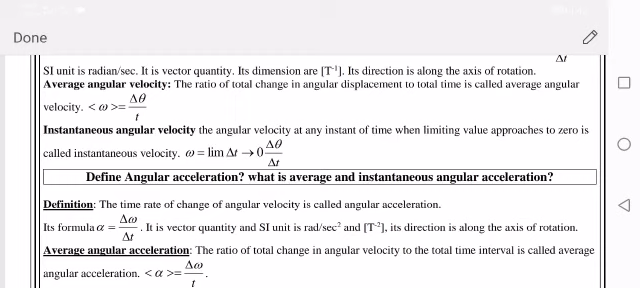 Done
Δt
SI unit is radian/sec. It is vector quantity. Its dimension are [T⁻¹]. Its direction is along the axis of rotation.
Average angular velocity: The ratio of total change in angular displacement to total time is called average angular
velocity. < ω >= Δθ/t
Instantaneous angular velocity the angular velocity at any instant of time when limiting value approaches to zero is
called instantaneous velocity. ω = lim Δt → 0 Δθ/Δt
Define Angular acceleration? what is average and instantaneous angular acceleration?
Definition: The time rate of change of angular velocity is called angular acceleration.
Its formula α = Δω/Δt. It is vector quantity and SI unit is rad/sec² and [T⁻²], its direction is along the axis of rotation.
Average angular acceleration: The ratio of total change in angular velocity to the total time interval is called average
angular acceleration. < α >= Δω/t.